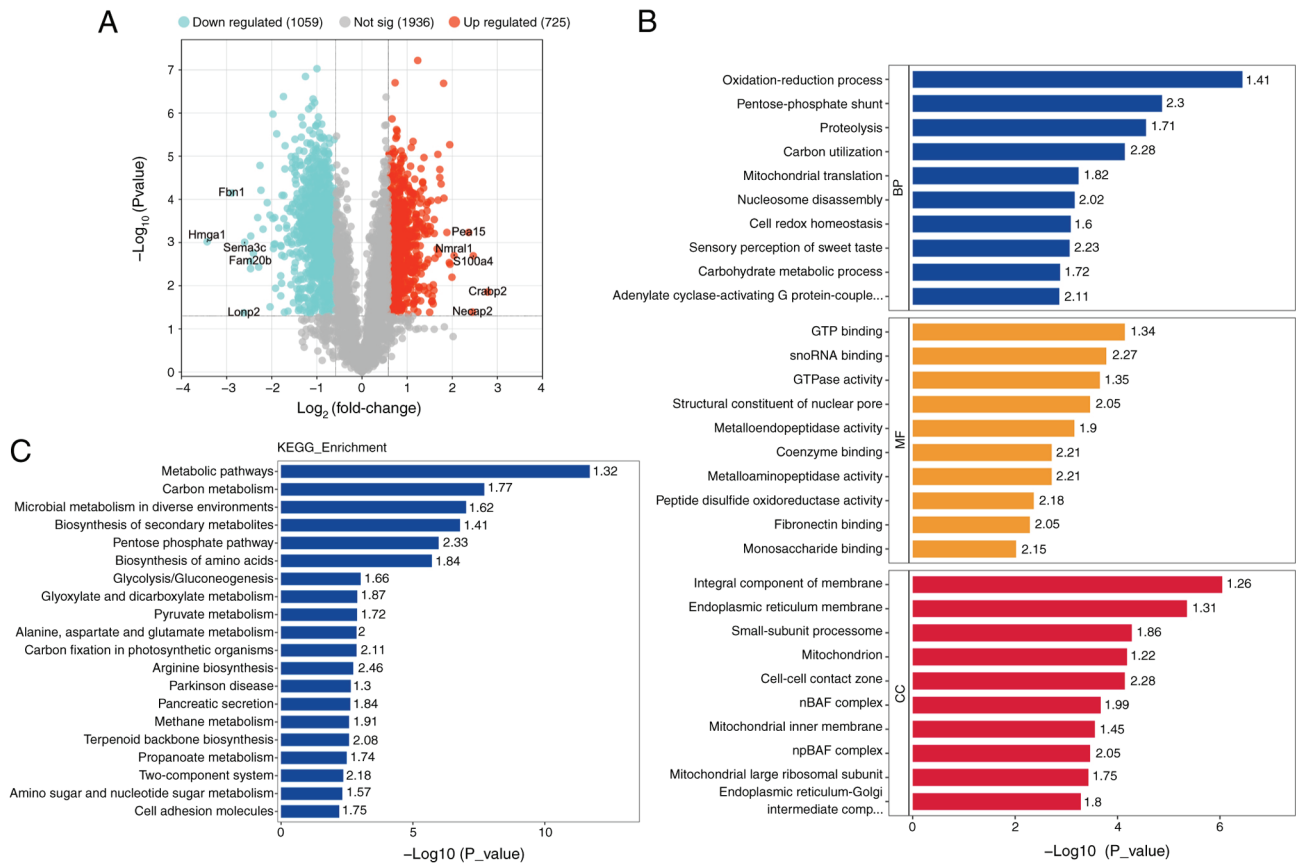 A
Down regulated (1059) Not sig (1936) Up regulated (725)
−Log10 (Pvalue)
7
6
5
4
3
2
1
0
Fbn1
Hmga1
Sema3c
Fam20b
Lonp2
Pea15
Nmral1
S100a4
Crabp2
Necap2
−4 −3 −2 −1 0 1 2 3 4
Log2 (fold-change)
B
BP
Oxidation-reduction process 1.41
Pentose-phosphate shunt 2.3
Proteolysis 1.71
Carbon utilization 2.28
Mitochondrial translation 1.82
Nucleosome disassembly 2.02
Cell redox homeostasis 1.6
Sensory perception of sweet taste 2.23
Carbohydrate metabolic process 1.72
Adenylate cyclase-activating G protein-couple... 2.11
MF
GTP binding 1.34
snoRNA binding 2.27
GTPase activity 1.35
Structural constituent of nuclear pore 2.05
Metalloendopeptidase activity 1.9
Coenzyme binding 2.21
Metalloaminopeptidase activity 2.21
Peptide disulfide oxidoreductase activity 2.18
Fibronectin binding 2.05
Monosaccharide binding 2.15
CC
Integral component of membrane 1.26
Endoplasmic reticulum membrane 1.31
Small-subunit processome 1.86
Mitochondrion 1.22
Cell-cell contact zone 2.28
nBAF complex 1.99
Mitochondrial inner membrane 1.45
npBAF complex 2.05
Mitochondrial large ribosomal subunit 1.75
Endoplasmic reticulum-Golgi
intermediate comp... 1.8
0 2 4 6
−Log10 (P_value)
C
KEGG_Enrichment
Metabolic pathways 1.32
Carbon metabolism 1.77
Microbial metabolism in diverse environments 1.62
Biosynthesis of secondary metabolites 1.41
Pentose phosphate pathway 2.33
Biosynthesis of amino acids 1.84
Glycolysis/Gluconeogenesis 1.66
Glyoxylate and dicarboxylate metabolism 1.87
Pyruvate metabolism 1.72
Alanine, aspartate and glutamate metabolism 2
Carbon fixation in photosynthetic organisms 2.11
Arginine biosynthesis 2.46
Parkinson disease 1.3
Pancreatic secretion 1.84
Methane metabolism 1.91
Terpenoid backbone biosynthesis 2.08
Propanoate metabolism 1.74
Two-component system 2.18
Amino sugar and nucleotide sugar metabolism 1.57
Cell adhesion molecules 1.75
0 5 10
−Log10 (P_value)